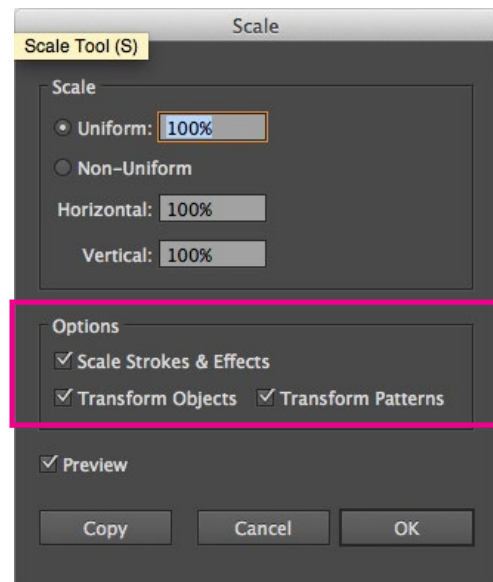 Scale
Scale Tool (S)
Scale
Uniform: 100%
Non-Uniform
Horizontal: 100%
Vertical: 100%
Options
Scale Strokes & Effects
Transform Objects Transform Patterns
Preview
Copy Cancel OK